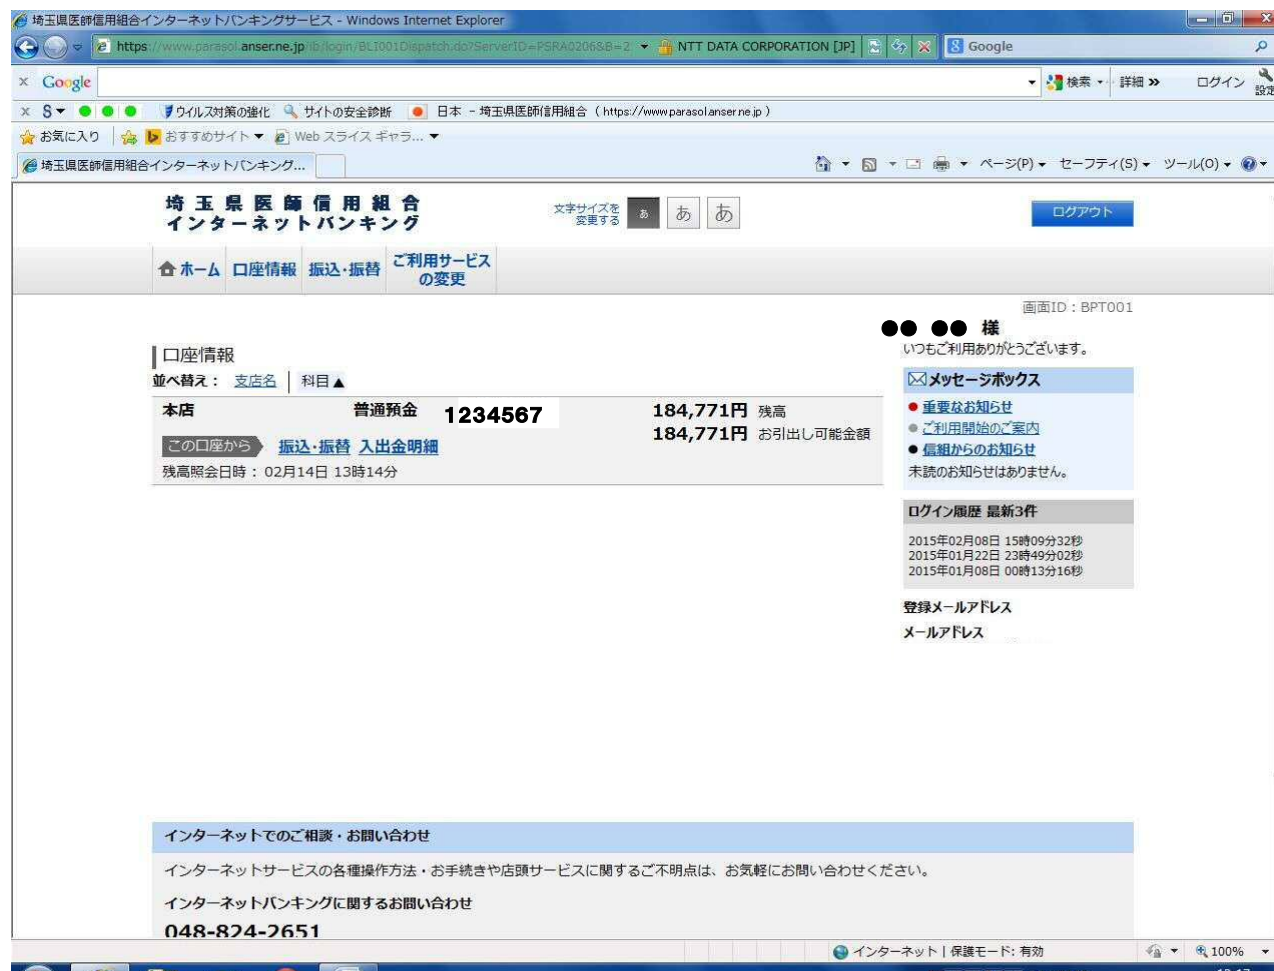 埼玉県医師信用組合インターネットバンキングサービス - Windows Internet Explorer
https://www.parasol.anser.ne.jp/ib/login/BLI001Dispatch.do?ServerID=PSRA0206&B=2 NTT DATA CORPORATION [JP] Google
x Google 検索 詳細 » ログイン 設定
x S ウイルス対策の強化 サイトの安全診断 日本 - 埼玉県医師信用組合 ( https://www.parasol.anser.ne.jp )
お気に入り おすすめサイト ▼ Web スライス ギャラ... ▼
埼玉県医師信用組合インターネットバンキング... ページ(P) セーフティ(S) ツール(O)
埼玉県医師信用組合
インターネットバンキング
文字サイズを
変更する
あ あ あ
ログアウト
ホーム 口座情報 振込・振替 ご利用サービス
の変更
画面ID：BPT001
●● ●● 様
いつもご利用ありがとうございます。
口座情報
並べ替え： 支店名 科目▲
本店 普通預金 1234567 184,771円 残高
184,771円 お引出し可能金額
この口座から 振込・振替 入出金明細
残高照会日時： 02月14日 13時14分
メッセージボックス
重要なお知らせ
ご利用開始のご案内
信組からのお知らせ
未読のお知らせはありません。
ログイン履歴 最新3件
2015年02月08日 15時09分32秒
2015年01月22日 23時49分02秒
2015年01月08日 00時13分16秒
登録メールアドレス
メールアドレス
インターネットでのご相談・お問い合わせ
インターネットサービスの各種操作方法・お手続きや店頭サービスに関するご不明点は、お気軽にお問い合わせください。
インターネットバンキングに関するお問い合わせ
048-824-2651
インターネット | 保護モード: 有効 100%